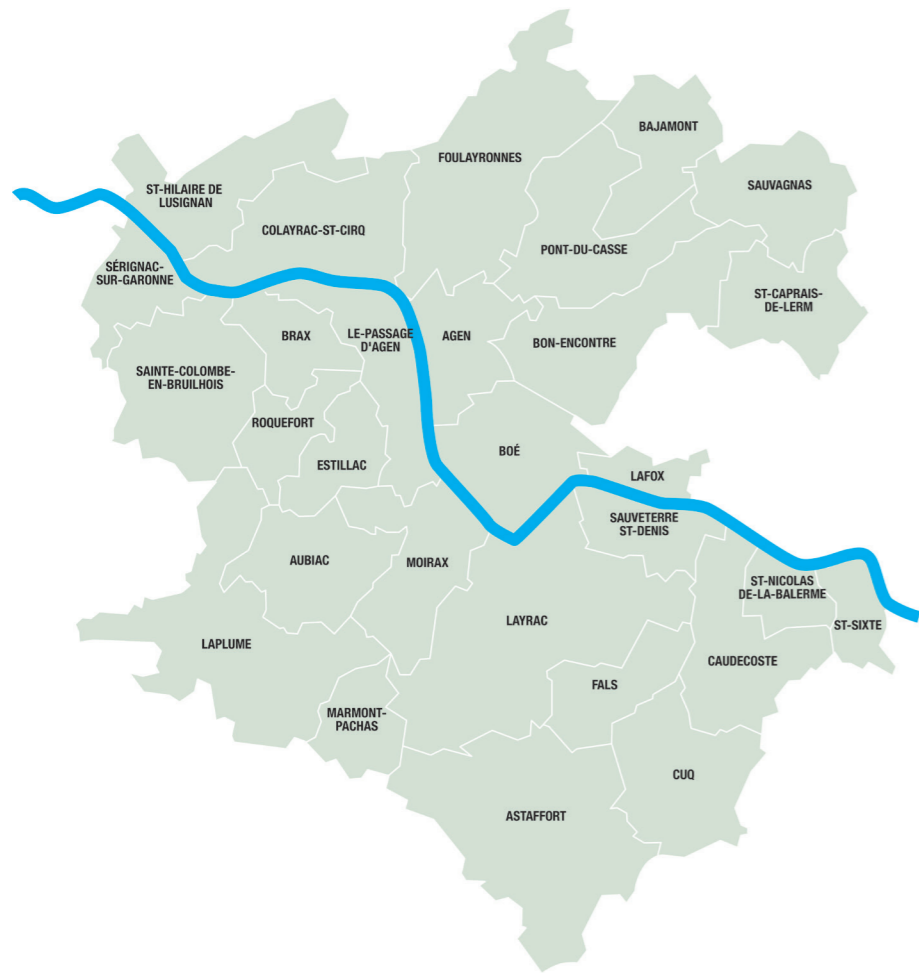 BAJAMONT
FOULAYRONNES
SAUVAGNAS
ST-HILAIRE DE
LUSIGNAN
COLAYRAC-ST-CIRQ
PONT-DU-CASSE
SÉRIGNAC-
SUR-GARONNE
ST-CAPRAIS-
DE-LERM
BRAX
LE-PASSAGE
D'AGEN
AGEN
BON-ENCONTRE
SAINTE-COLOMBE-
EN-BRUILHOIS
ROQUEFORT
ESTILLAC
BOÉ
LAFOX
SAUVETERRE
ST-DENIS
AUBIAC
MOIRAX
ST-NICOLAS
DE-LA-BALERME
LAYRAC
ST-SIXTE
LAPLUME
CAUDECOSTE
FALS
MARMONT-
PACHAS
CUQ
ASTAFFORT